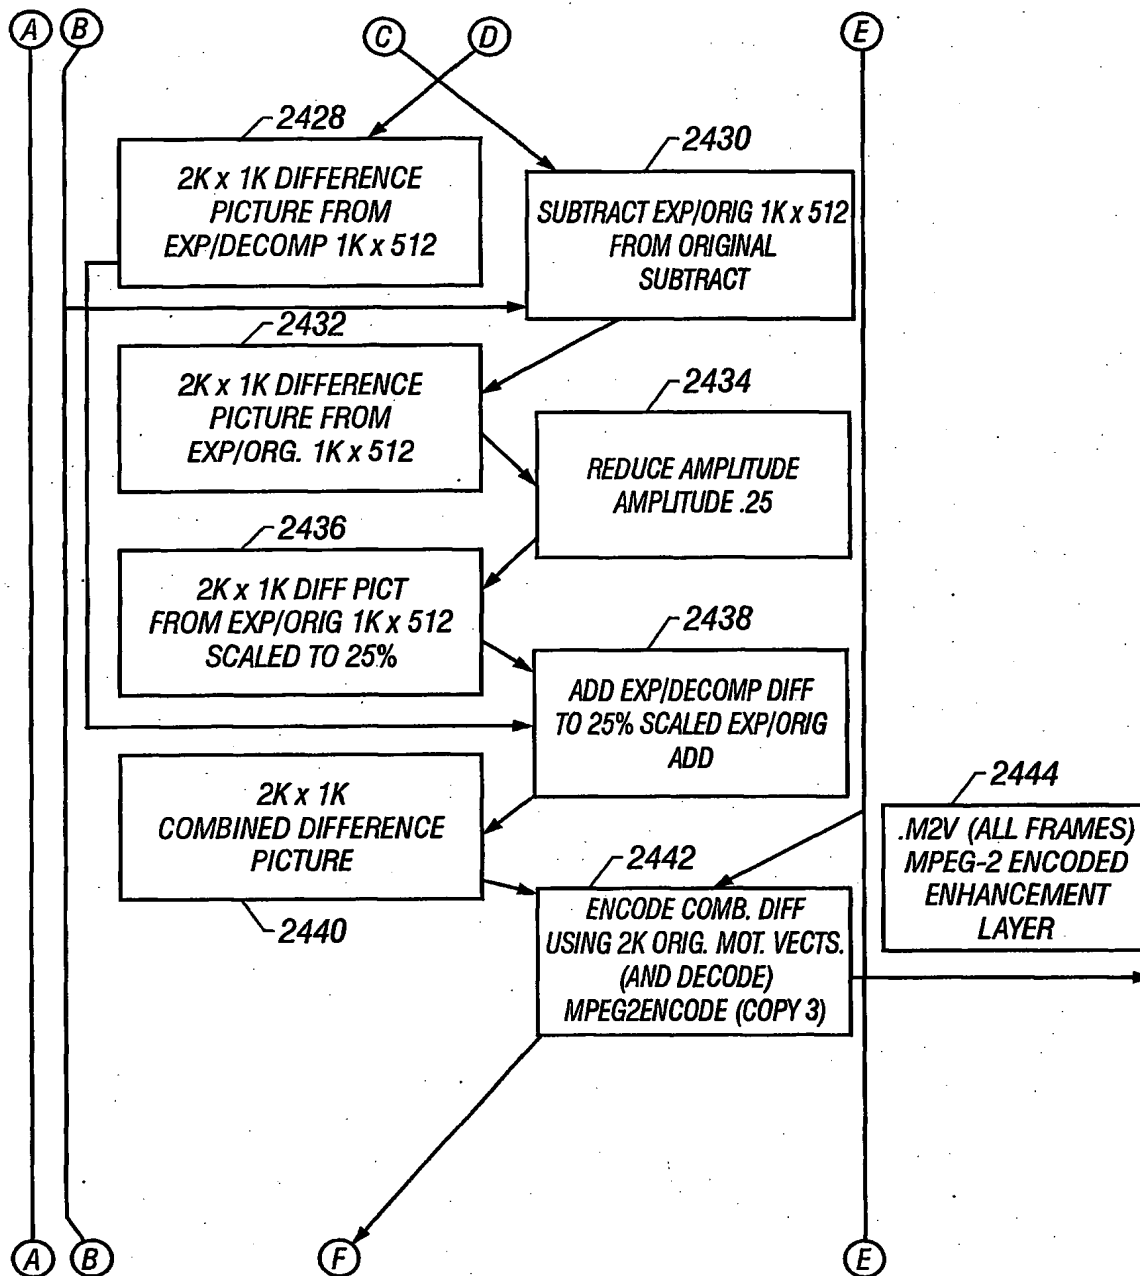 A
B
C
D
E
2428
2K x 1K DIFFERENCE
PICTURE FROM
EXP/DECOMP 1K x 512
2430
SUBTRACT EXP/ORIG 1K x 512
FROM ORIGINAL
SUBTRACT
2432
2K x 1K DIFFERENCE
PICTURE FROM
EXP/ORG. 1K x 512
2434
REDUCE AMPLITUDE
AMPLITUDE .25
2436
2K x 1K DIFF PICT
FROM EXP/ORIG 1K x 512
SCALED TO 25%
2438
ADD EXP/DECOMP DIFF
TO 25% SCALED EXP/ORIG
ADD
2K x 1K
COMBINED DIFFERENCE
PICTURE
2440
2442
ENCODE COMB. DIFF
USING 2K ORIG. MOT. VECTS.
(AND DECODE)
MPEG2ENCODE (COPY 3)
2444
.M2V (ALL FRAMES)
MPEG-2 ENCODED
ENHANCEMENT
LAYER
A
B
F
E